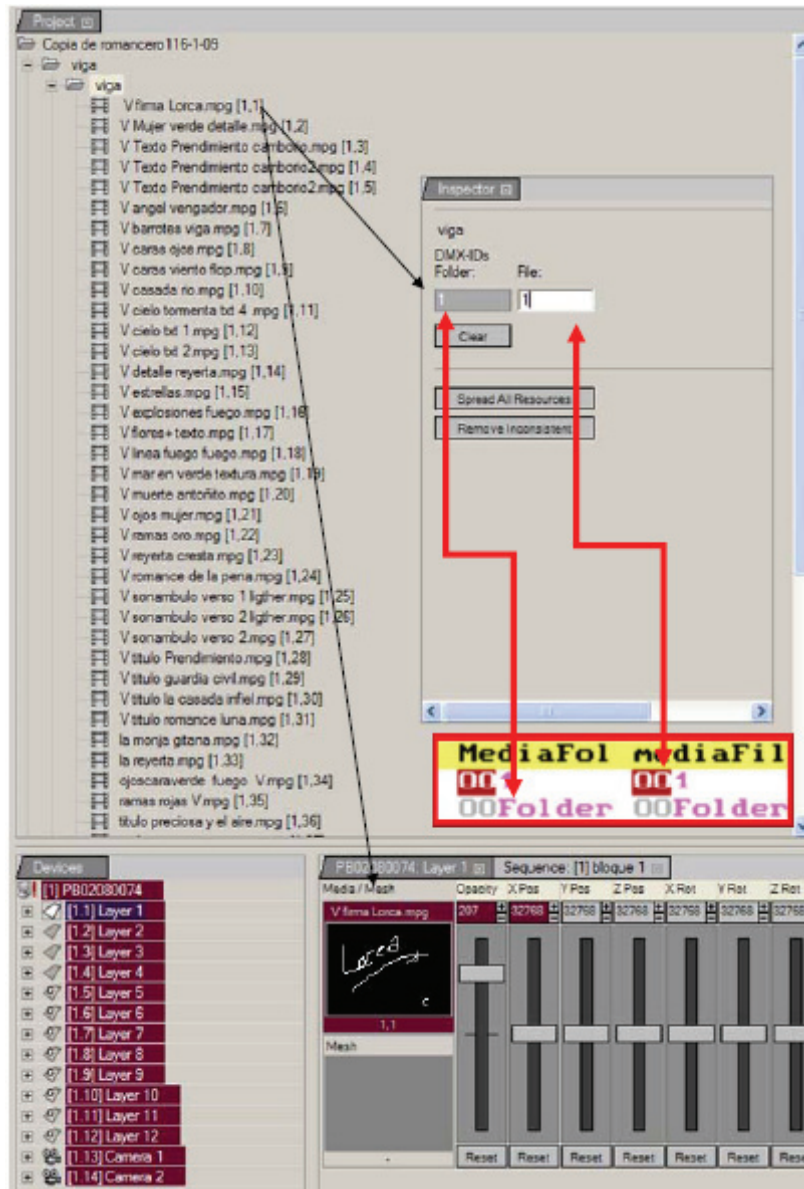 Project
Copia de romancero116-1-09
viga
viga
V firma Lorca.mpg [1,1]
V Mujer verde detalle.mpg [1,2]
V Texto Prendimiento camborio.mpg [1,3]
V Texto Prendimiento camborio2.mpg [1,4]
V Texto Prendimiento camborio2.mpg [1,5]
V angel vengador.mpg [1,6]
V barrotes viga.mpg [1,7]
V caras ojos.mpg [1,8]
V caras viento flop.mpg [1,9]
V casada rio.mpg [1,10]
V cielo tormenta bd 4 .mpg [1,11]
V cielo bd 1.mpg [1,12]
V cielo bd 2.mpg [1,13]
V detalle reyerta.mpg [1,14]
V estrellas.mpg [1,15]
V explosiones fuego.mpg [1,16]
V flores+ texto.mpg [1,17]
V linea fuego fuego.mpg [1,18]
V mar en verde textura.mpg [1,19]
V muerte antoñito.mpg [1,20]
V ojos mujer.mpg [1,21]
V ramas oro.mpg [1,22]
V reyerta cresta.mpg [1,23]
V romance de la pena.mpg [1,24]
V sonambulo verso 1 ligther.mpg [1,25]
V sonambulo verso 2 ligther.mpg [1,26]
V sonambulo verso 2.mpg [1,27]
V titulo Prendimiento.mpg [1,28]
V titulo guardia civil.mpg [1,29]
V titulo la casada infiel.mpg [1,30]
V titulo romance luna.mpg [1,31]
la monja gitana.mpg [1,32]
la reyerta.mpg [1,33]
ojoscaraverde fuego V.mpg [1,34]
ramas rojas V.mpg [1,35]
titulo preciosa y el aire.mpg [1,36]
Inspector
viga
DMX-IDs
Folder: File:
1 1
Clear
Spread All Resources
Remove Inconsistent
MediaFol mediaFil
001 001
00Folder 00Folder
Devices
[1] PB02080074
[1.1] Layer 1
[1.2] Layer 2
[1.3] Layer 3
[1.4] Layer 4
[1.5] Layer 5
[1.6] Layer 6
[1.7] Layer 7
[1.8] Layer 8
[1.9] Layer 9
[1.10] Layer 10
[1.11] Layer 11
[1.12] Layer 12
[1.13] Camera 1
[1.14] Camera 2
PB02080074: Layer 1 Sequence: [1] bloque 1
Media / Mesh Opacity X Pos Y Pos Z Pos X Rot Y Rot Z Rot
V firma Lorca.mpg 207 32768 32768 32768 32768 32768 32768
Lorca
1,1
Mesh
-
Reset Reset Reset Reset Reset Reset Reset